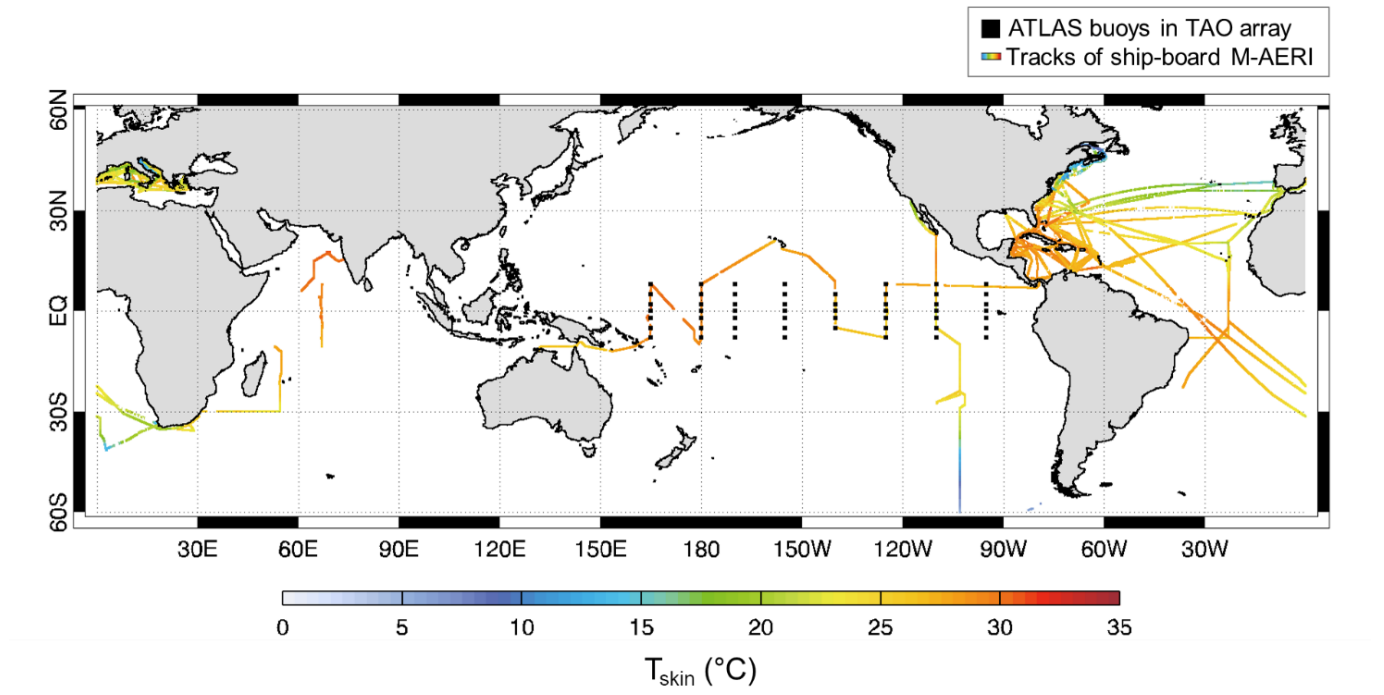 ATLAS buoys in TAO array
Tracks of ship-board M-AERI
60N
30N
EQ
30S
60S
30E 60E 90E 120E 150E 180 150W 120W 90W 60W 30W
0 5 10 15 20 25 30 35
Tskin (°C)